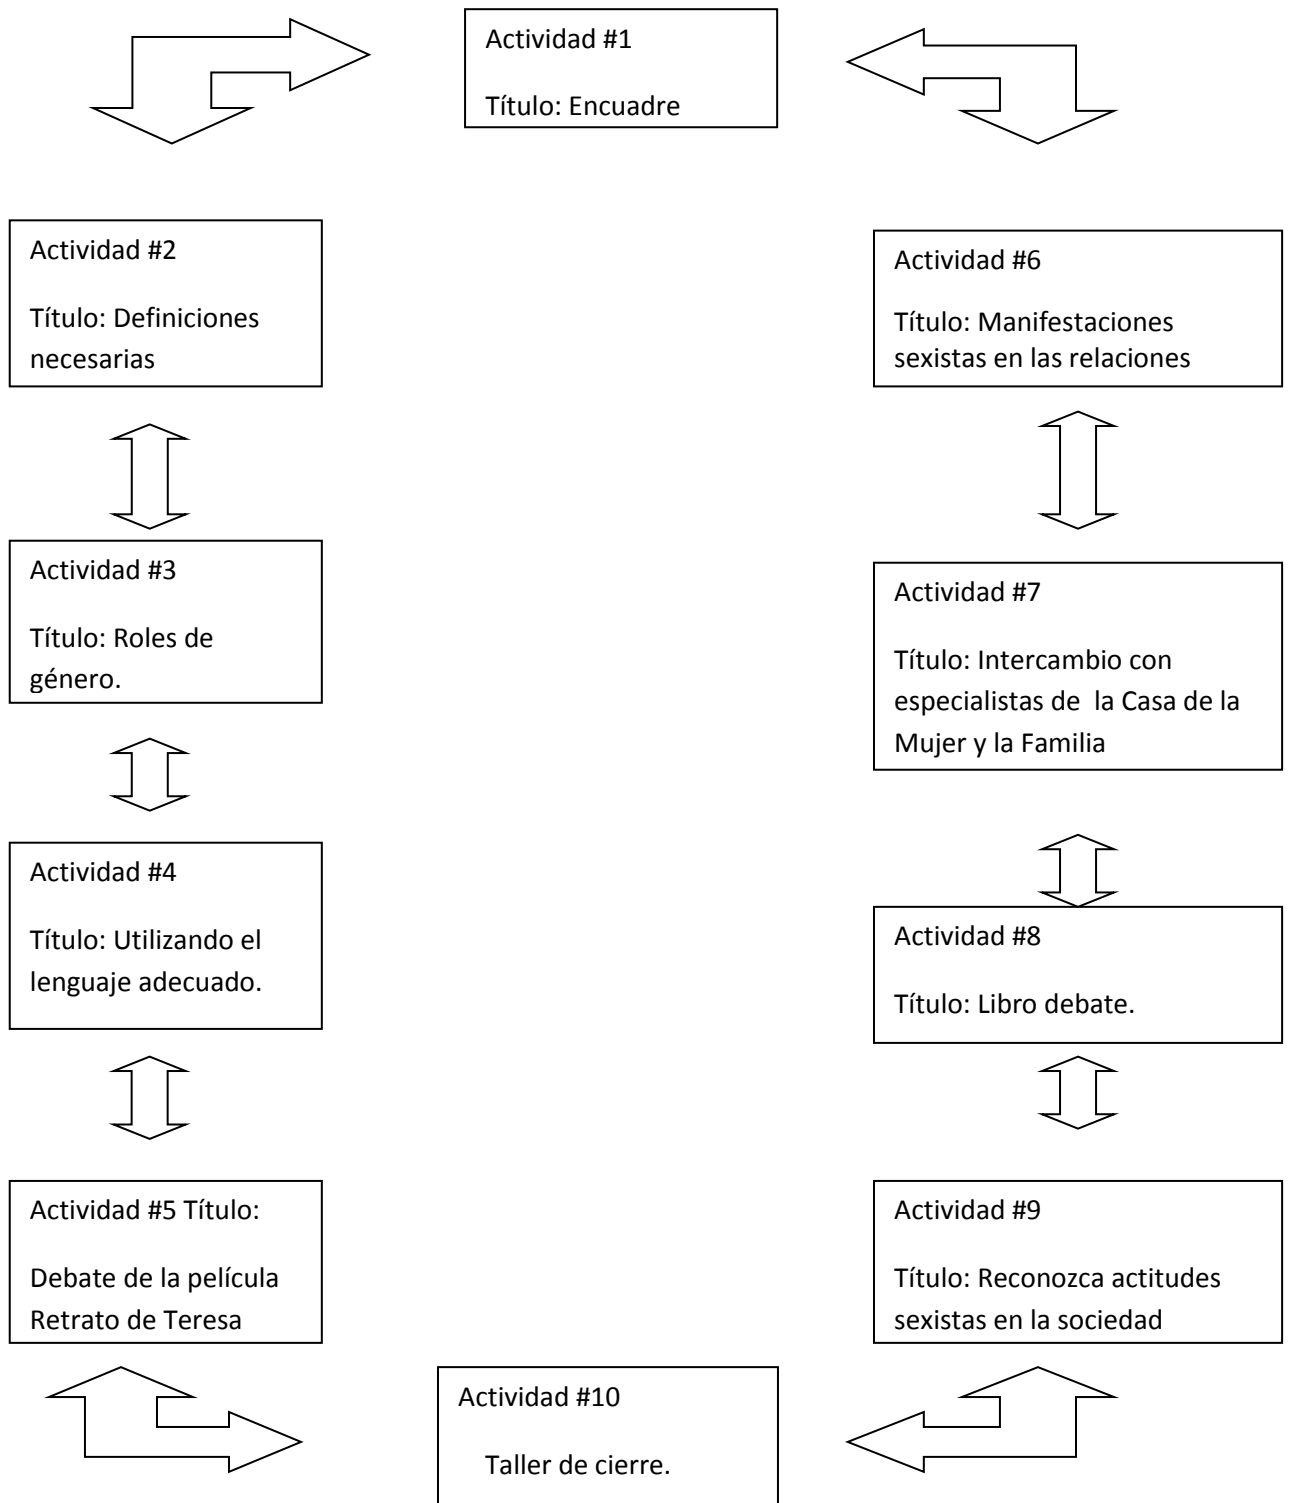 Actividad #1
Título: Encuadre
Actividad #2
Título: Definiciones
necesarias
Actividad #3
Título: Roles de
género.
Actividad #4
Título: Utilizando el
lenguaje adecuado.
Actividad #5 Título:
Debate de la película
Retrato de Teresa
Actividad #6
Título: Manifestaciones
sexistas en las relaciones
Actividad #7
Título: Intercambio con
especialistas de  la Casa de la
Mujer y la Familia
Actividad #8
Título: Libro debate.
Actividad #9
Título: Reconozca actitudes
sexistas en la sociedad
Actividad #10
Taller de cierre.